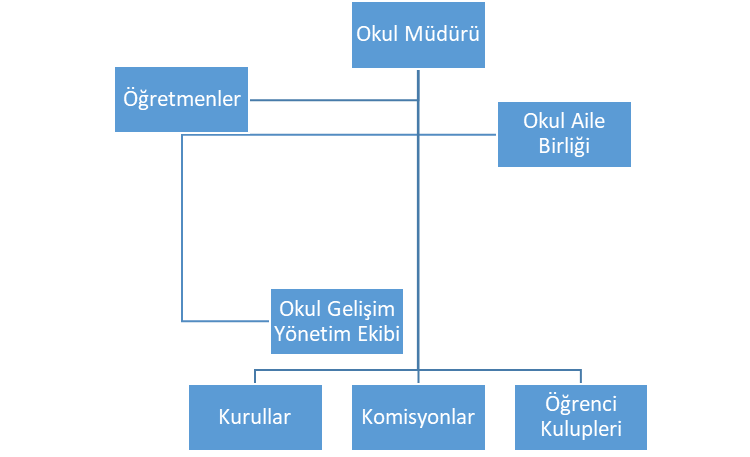 Okul Müdürü
Öğretmenler
Okul Aile
Birliği
Okul Gelişim
Yönetim Ekibi
Kurullar
Komisyonlar
Öğrenci
Kulupleri